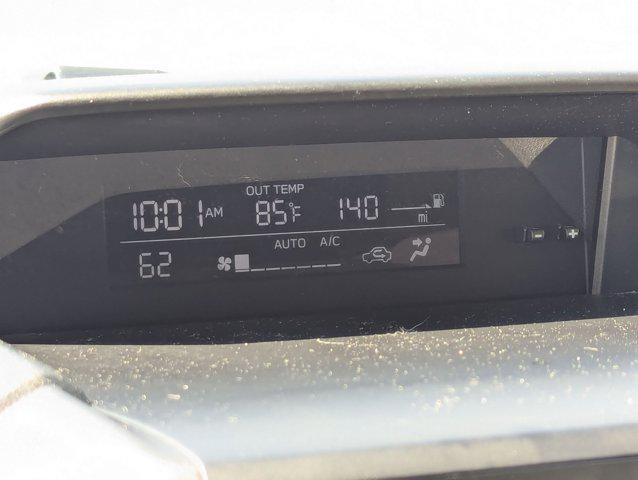 OUT TEMP
10:01 AM 85°F 140 mi
AUTO A/C
62
- +